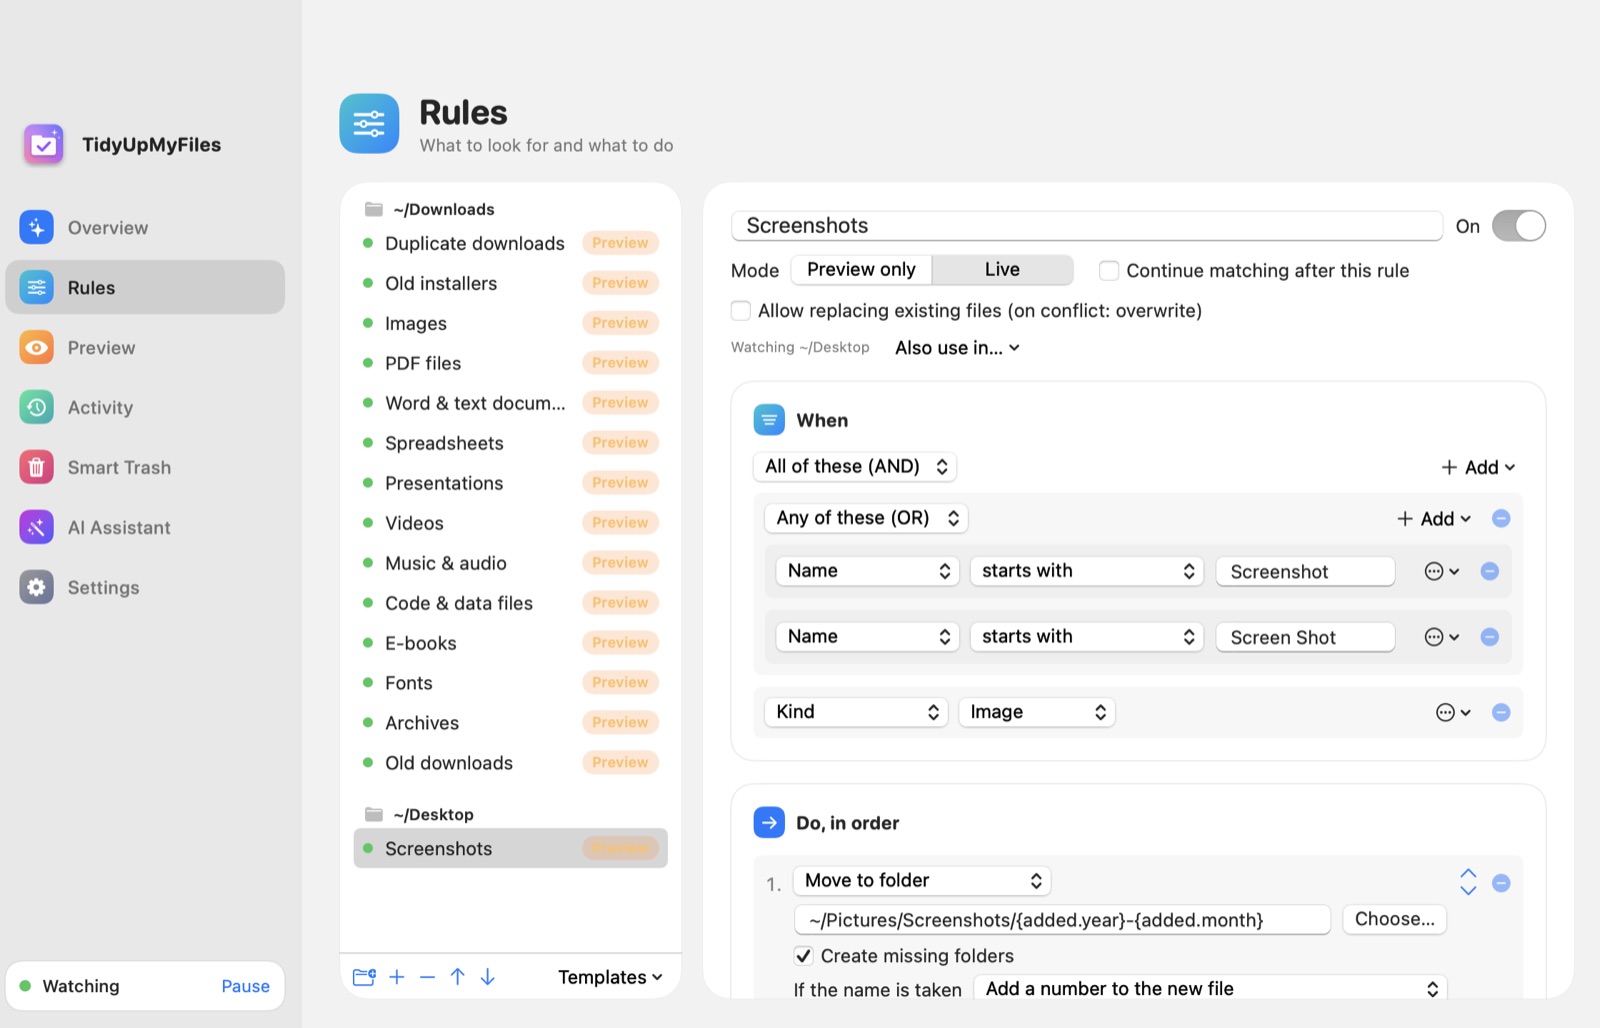 TidyUpMyFiles
Overview
Rules
Preview
Activity
Smart Trash
AI Assistant
Settings
Watching
Pause
Rules
What to look for and what to do
~/Downloads
Duplicate downloads Preview
Old installers Preview
Images Preview
PDF files Preview
Word & text docum... Preview
Spreadsheets Preview
Presentations Preview
Videos Preview
Music & audio Preview
Code & data files Preview
E-books Preview
Fonts Preview
Archives Preview
Old downloads Preview
~/Desktop
Screenshots Preview
Templates
Screenshots On
Mode Preview only Live Continue matching after this rule
Allow replacing existing files (on conflict: overwrite)
Watching ~/Desktop Also use in...
When
All of these (AND) + Add
Any of these (OR) + Add
Name starts with Screenshot
Name starts with Screen Shot
Kind Image
Do, in order
1. Move to folder
~/Pictures/Screenshots/{added.year}-{added.month} Choose...
Create missing folders
If the name is taken Add a number to the new file